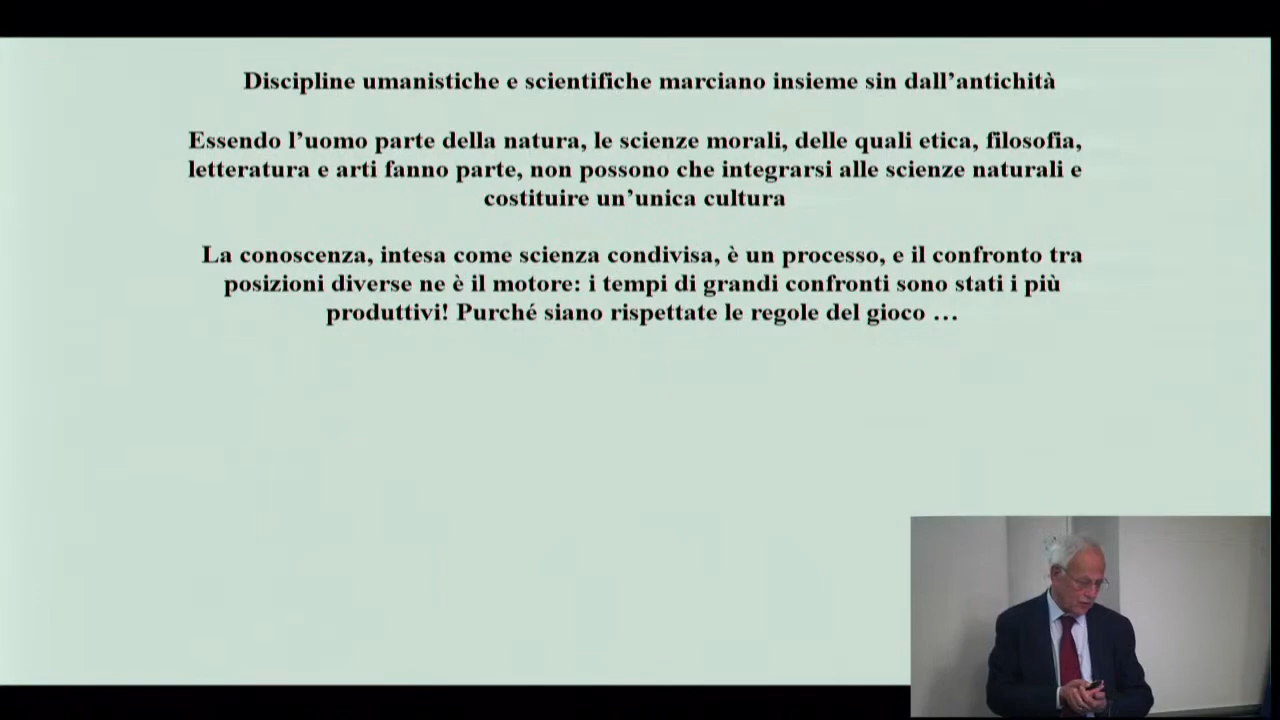 Discipline umanistiche e scientifiche marciano insieme sin dall’antichità
Essendo l’uomo parte della natura, le scienze morali, delle quali etica, filosofia,
letteratura e arti fanno parte, non possono che integrarsi alle scienze naturali e
costituire un’unica cultura
La conoscenza, intesa come scienza condivisa, è un processo, e il confronto tra
posizioni diverse ne è il motore: i tempi di grandi confronti sono stati i più
produttivi! Purché siano rispettate le regole del gioco …